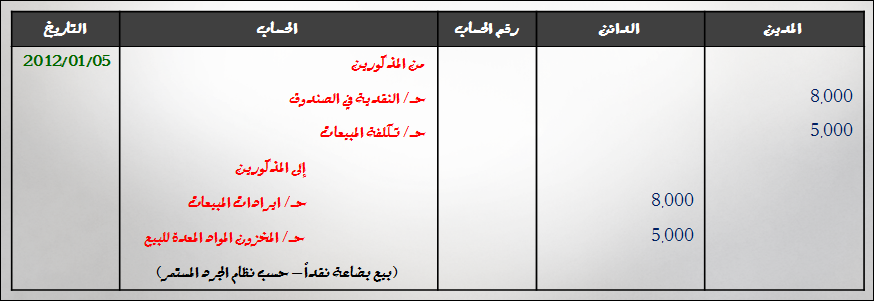 المدين الدائن رقم الحساب الحساب التاريخ
من المذكورين 2012/01/05
8,000 حـ/ النقدية في الصندوق
5,000 حـ/ تكلفة المبيعات
إلى المذكورين
8,000 حـ/ ايرادات المبيعات
5,000 حـ/ المخزون المواد المعدة للبيع
(بيع بضاعة نقداً – حسب نظام الجرد المستمر)